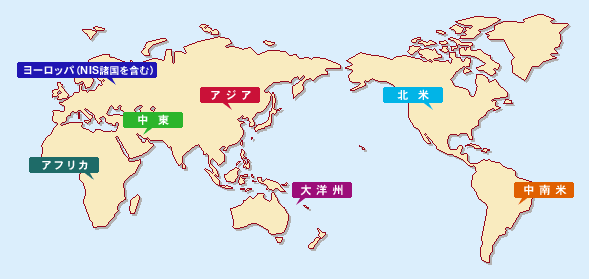 ヨーロッパ(NIS諸国を含む)
アジア
北米
中東
アフリカ
大洋州
中南米